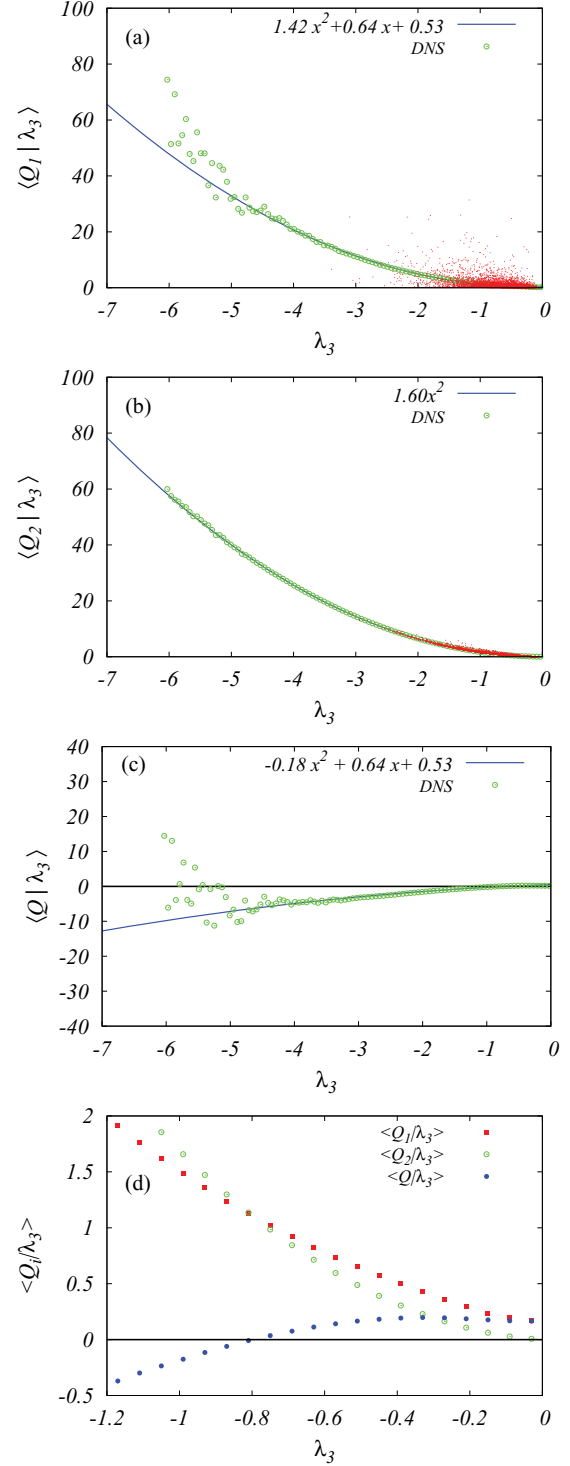 100
80
60
40
20
0
(a)
1.42 x²+0.64 x+ 0.53
DNS
⟨Q₁ | λ₃⟩
-7 -6 -5 -4 -3 -2 -1 0
λ₃
100
80
60
40
20
0
(b)
1.60x²
DNS
⟨Q₂ | λ₃⟩
-7 -6 -5 -4 -3 -2 -1 0
λ₃
40
30
20
10
0
-10
-20
-30
-40
(c)
-0.18 x² + 0.64 x+ 0.53
DNS
⟨Q | λ₃⟩
-7 -6 -5 -4 -3 -2 -1 0
λ₃
2
1.5
1
0.5
0
-0.5
(d)
<Q₁/λ₃>
<Q₂/λ₃>
<Q/λ₃>
<Qᵢ/λ₃>
-1.2 -1 -0.8 -0.6 -0.4 -0.2 0
λ₃